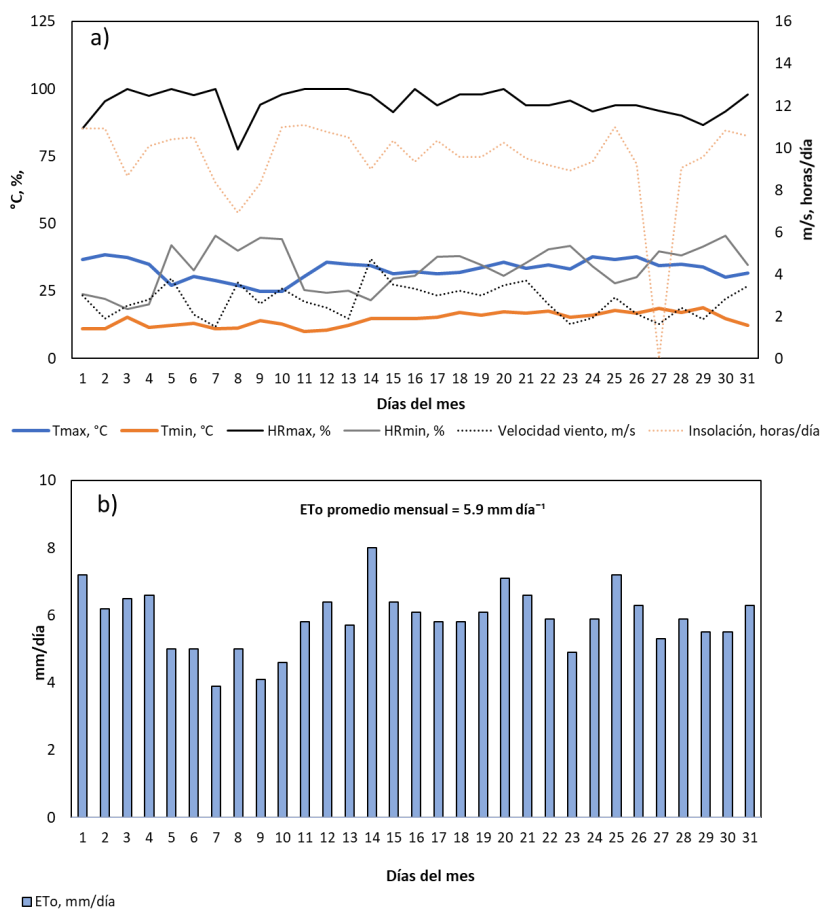 a)
°C, %,
125
100
75
50
25
0
16
14
12
10
8
6
4
2
0
m/s, horas/día
1 2 3 4 5 6 7 8 9 10 11 12 13 14 15 16 17 18 19 20 21 22 23 24 25 26 27 28 29 30 31
Días del mes
Tmax, °C Tmin, °C HRmax, % HRmin, % Velocidad viento, m/s Insolación, horas/día
b)
ETo promedio mensual = 5.9 mm día⁻¹
mm/día
10
8
6
4
2
0
1 2 3 4 5 6 7 8 9 10 11 12 13 14 15 16 17 18 19 20 21 22 23 24 25 26 27 28 29 30 31
Días del mes
ETo, mm/día